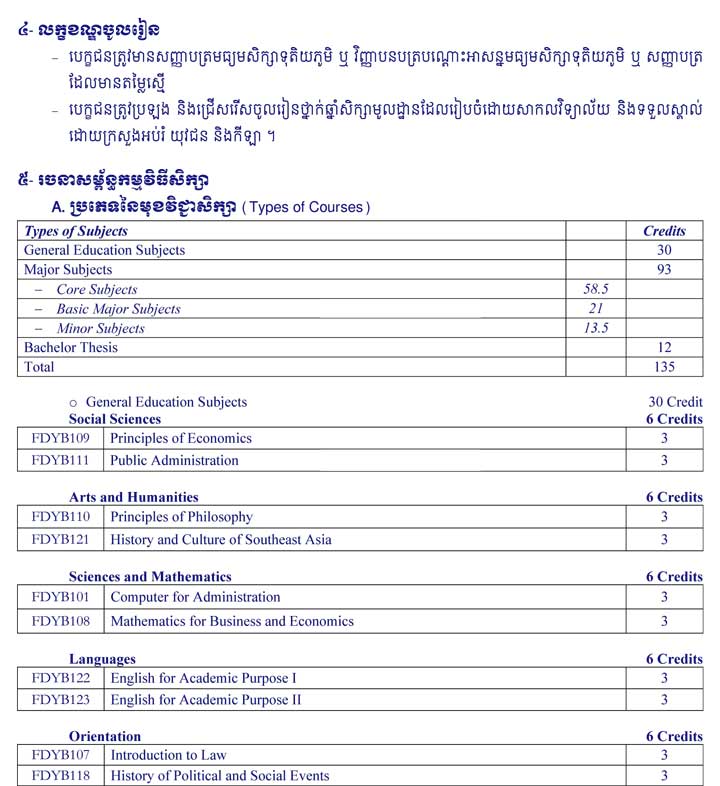 ៤- លក្ខខណ្ឌចូលរៀន
– បេក្ខជនត្រូវមានសញ្ញាបត្រមធ្យមសិក្សាទុតិយភូមិ ឬ វិញ្ញាបនបត្របណ្តោះអាសន្នមធ្យមសិក្សាទុតិយភូមិ ឬ សញ្ញាបត្រ
ដែលមានតម្លៃស្មើ
– បេក្ខជនត្រូវប្រឡង និងជ្រើសរើសចូលរៀនថ្នាក់ឆ្នាំសិក្សាមូលដ្ឋានដែលរៀបចំដោយសាកលវិទ្យាល័យ និងទទួលស្គាល់
ដោយក្រសួងអប់រំ យុវជន និងកីឡា ។
៥- រចនាសម្ព័ន្ធកម្មវិធីសិក្សា
A. ប្រភេទនៃមុខវិជ្ជាសិក្សា ( Types of Courses )
Types of Subjects Credits
General Education Subjects 30
Major Subjects 93
– Core Subjects 58.5
– Basic Major Subjects 21
– Minor Subjects 13.5
Bachelor Thesis 12
Total 135
o General Education Subjects 30 Credit
Social Sciences 6 Credits
FDYB109 Principles of Economics 3
FDYB111 Public Administration 3
Arts and Humanities 6 Credits
FDYB110 Principles of Philosophy 3
FDYB121 History and Culture of Southeast Asia 3
Sciences and Mathematics 6 Credits
FDYB101 Computer for Administration 3
FDYB108 Mathematics for Business and Economics 3
Languages 6 Credits
FDYB122 English for Academic Purpose I 3
FDYB123 English for Academic Purpose II 3
Orientation 6 Credits
FDYB107 Introduction to Law 3
FDYB118 History of Political and Social Events 3